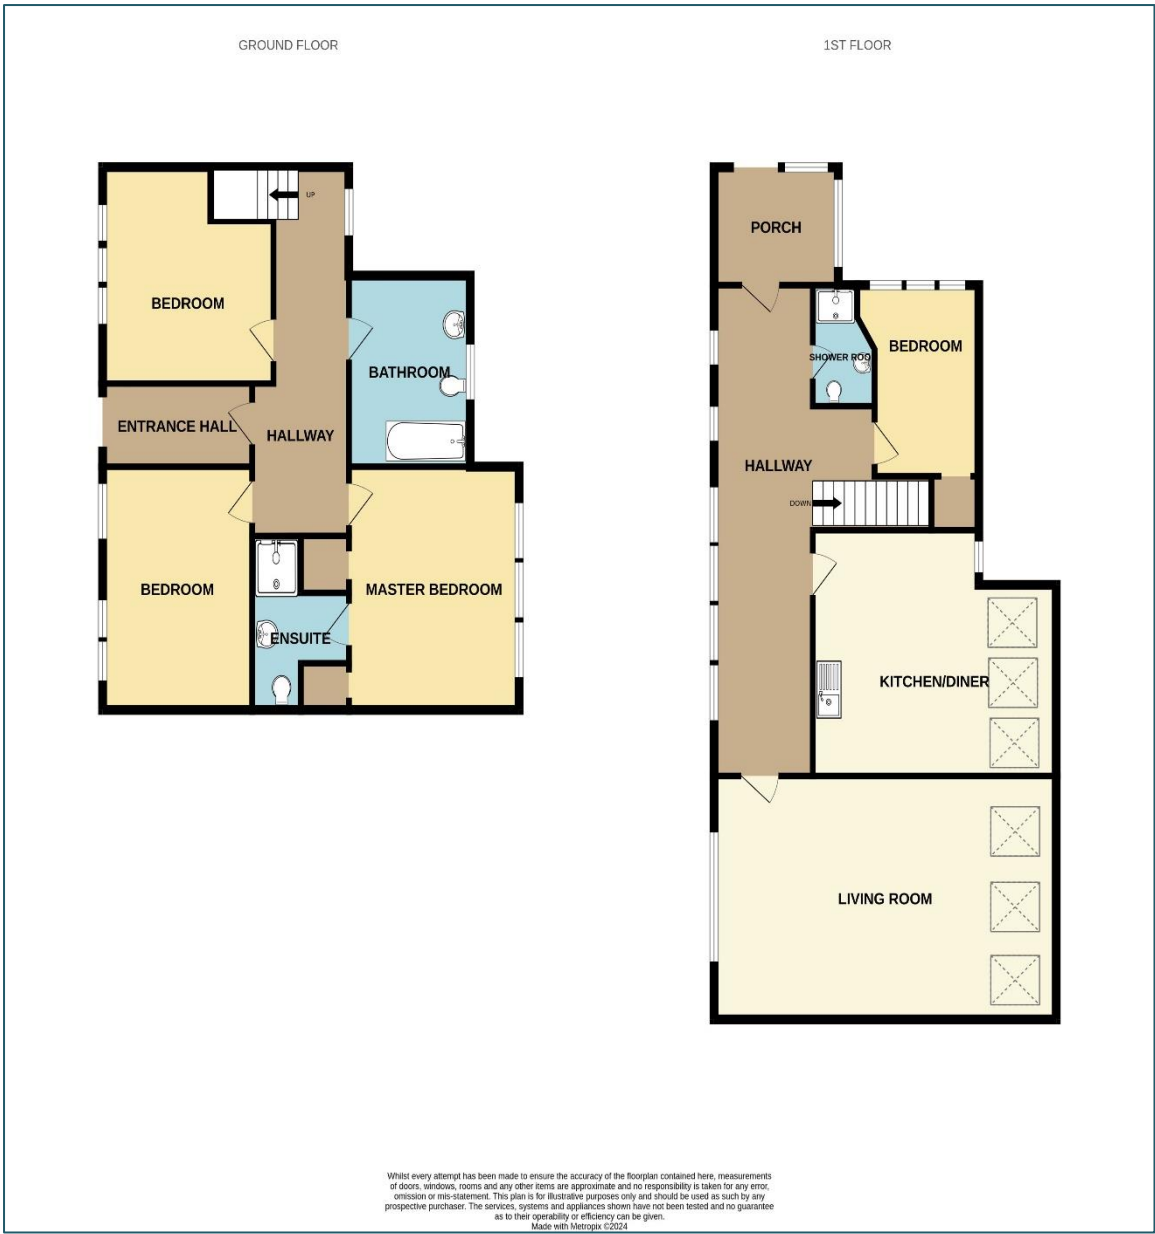 GROUND FLOOR
1ST FLOOR
UP
BEDROOM
BATHROOM
ENTRANCE HALL
HALLWAY
BEDROOM
MASTER BEDROOM
ENSUITE
PORCH
SHOWER ROO
BEDROOM
HALLWAY
DOWN
KITCHEN/DINER
LIVING ROOM
Whilst every attempt has been made to ensure the accuracy of the floorplan contained here, measurements
of doors, windows, rooms and any other items are approximate and no responsibility is taken for any error,
omission or mis-statement. This plan is for illustrative purposes only and should be used as such by any
prospective purchaser. The services, systems and appliances shown have not been tested and no guarantee
as to their operability or efficiency can be given.
Made with Metropix ©2024